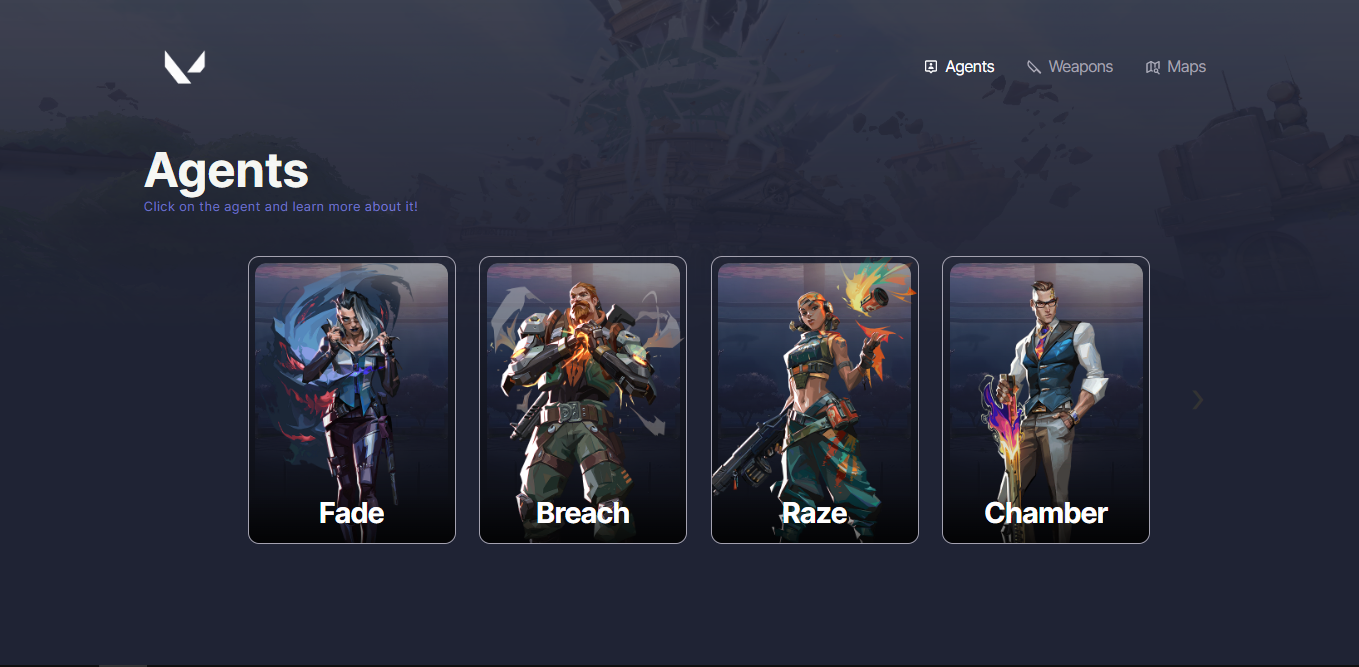 Agents Weapons Maps
Agents
Click on the agent and learn more about it!
Fade Breach Raze Chamber